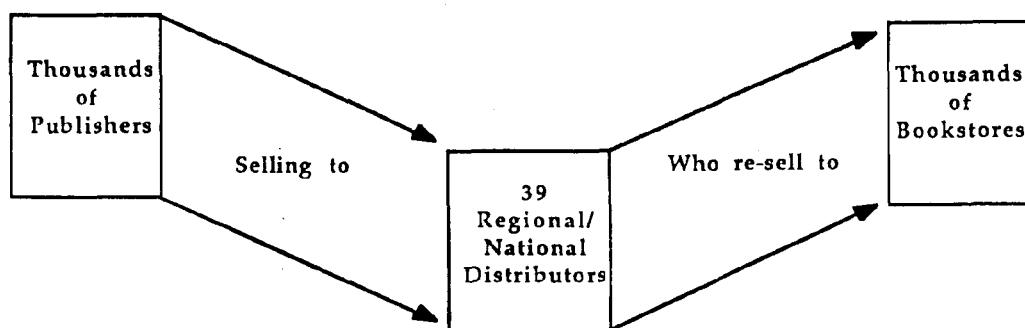 Thousands
of
Publishers
Selling to
39
Regional/
National
Distributors
Who re-sell to
Thousands
of
Bookstores